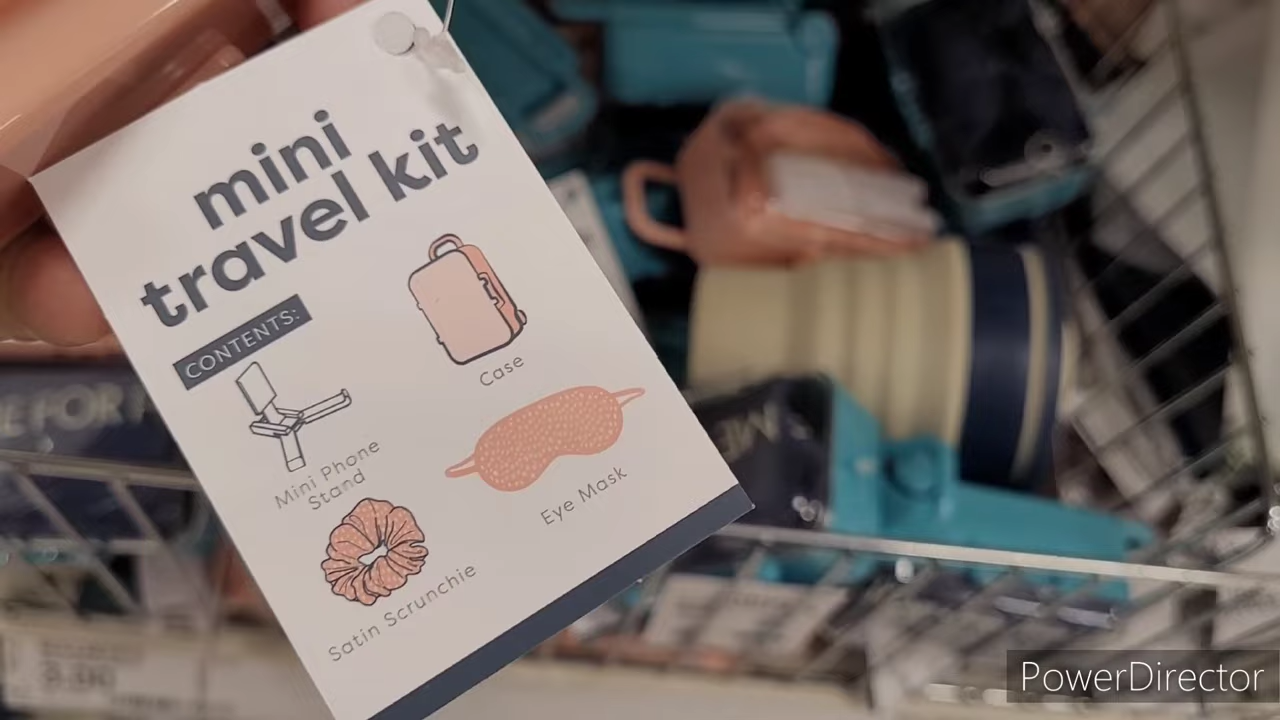 mini
travel kit
CONTENTS:
Case
Mini Phone
Stand
Eye Mask
Satin Scrunchie
PowerDirector